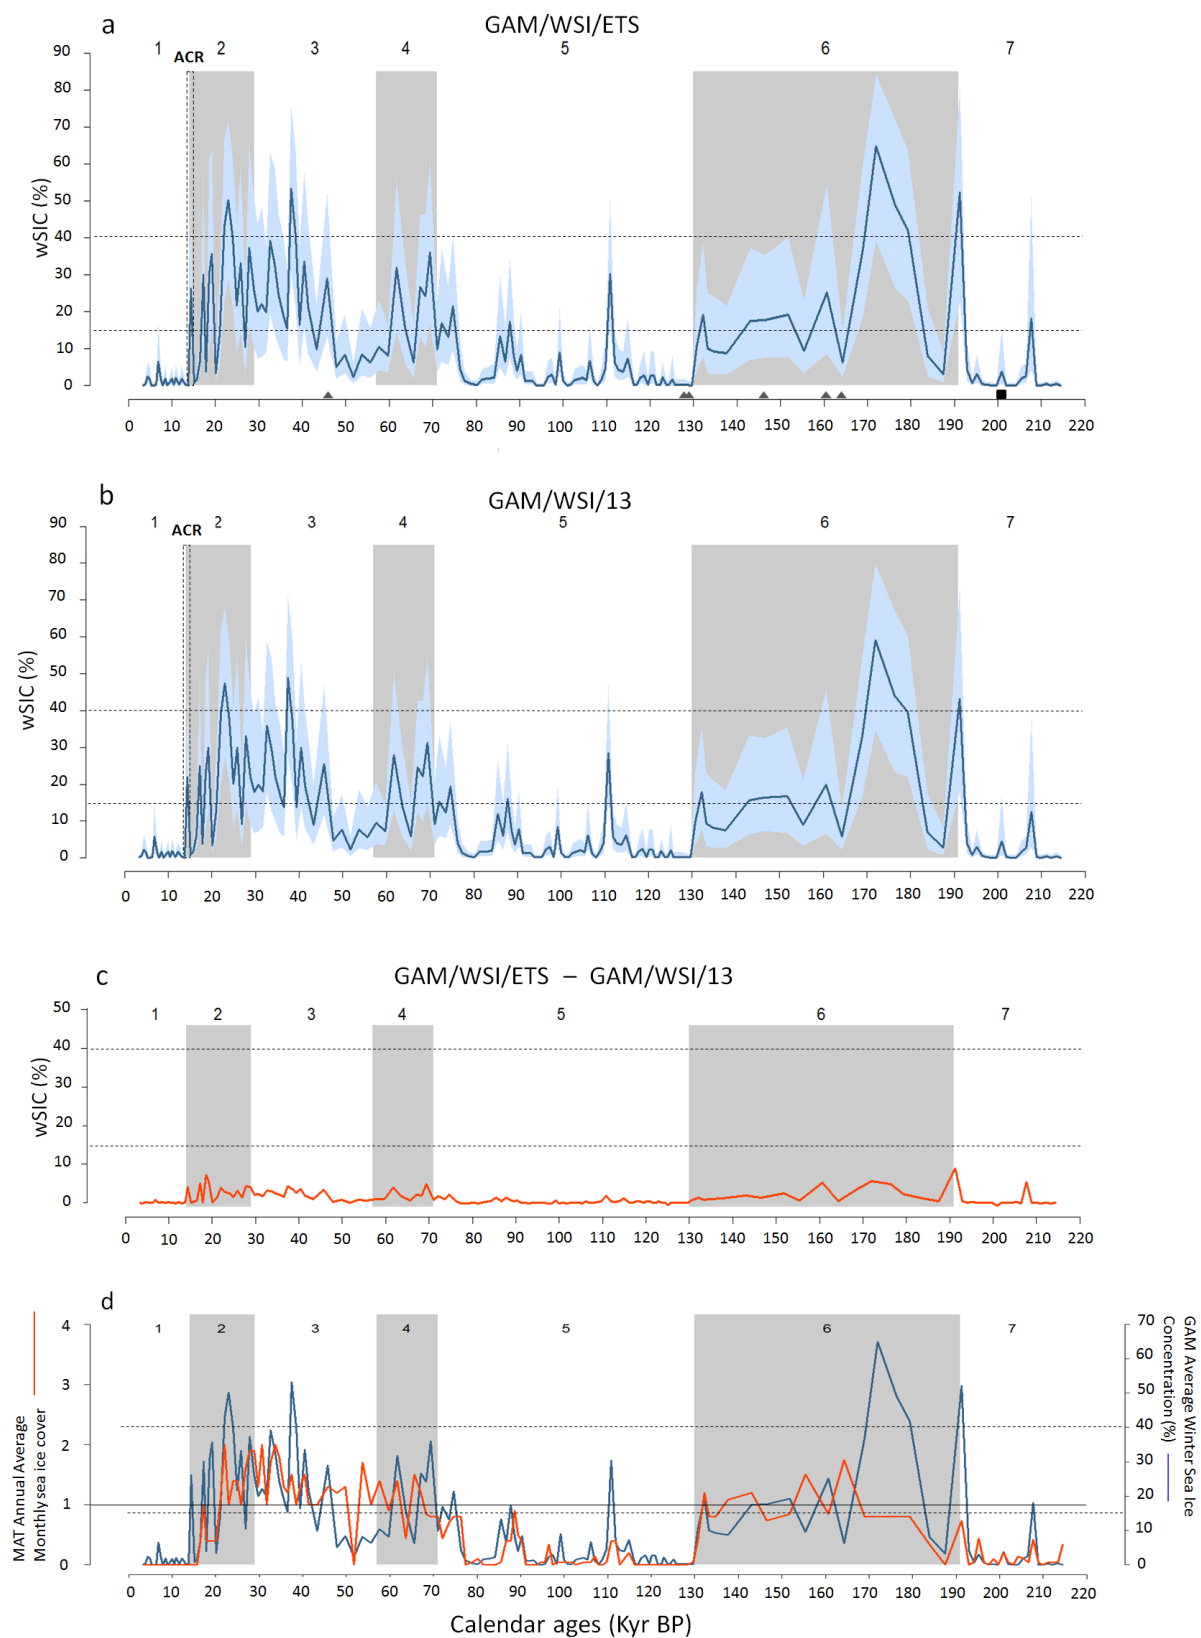 a
GAM/WSI/ETS
1 ACR 2 3 4 5 6 7
90
80
70
60
50
40
30
20
10
0
wSIC (%)
0 10 20 30 40 50 60 70 80 90 100 110 120 130 140 150 160 170 180 190 200 210 220
b
GAM/WSI/13
1 ACR 2 3 4 5 6 7
90
80
70
60
50
40
30
20
10
0
wSIC (%)
0 10 20 30 40 50 60 70 80 90 100 110 120 130 140 150 160 170 180 190 200 210 220
c
GAM/WSI/ETS – GAM/WSI/13
1 2 3 4 5 6 7
50
40
30
20
10
0
wSIC (%)
0 10 20 30 40 50 60 70 80 90 100 110 120 130 140 150 160 170 180 190 200 210 220
d
1 2 3 4 5 6 7
4
3
2
1
0
MAT Annual Average
Monthly sea ice cover
70
60
50
40
30
20
10
0
GAM Average Winter Sea Ice
Concentration (%)
0 10 20 30 40 50 60 70 80 90 100 110 120 130 140 150 160 170 180 190 200 210 220
Calendar ages (Kyr BP)